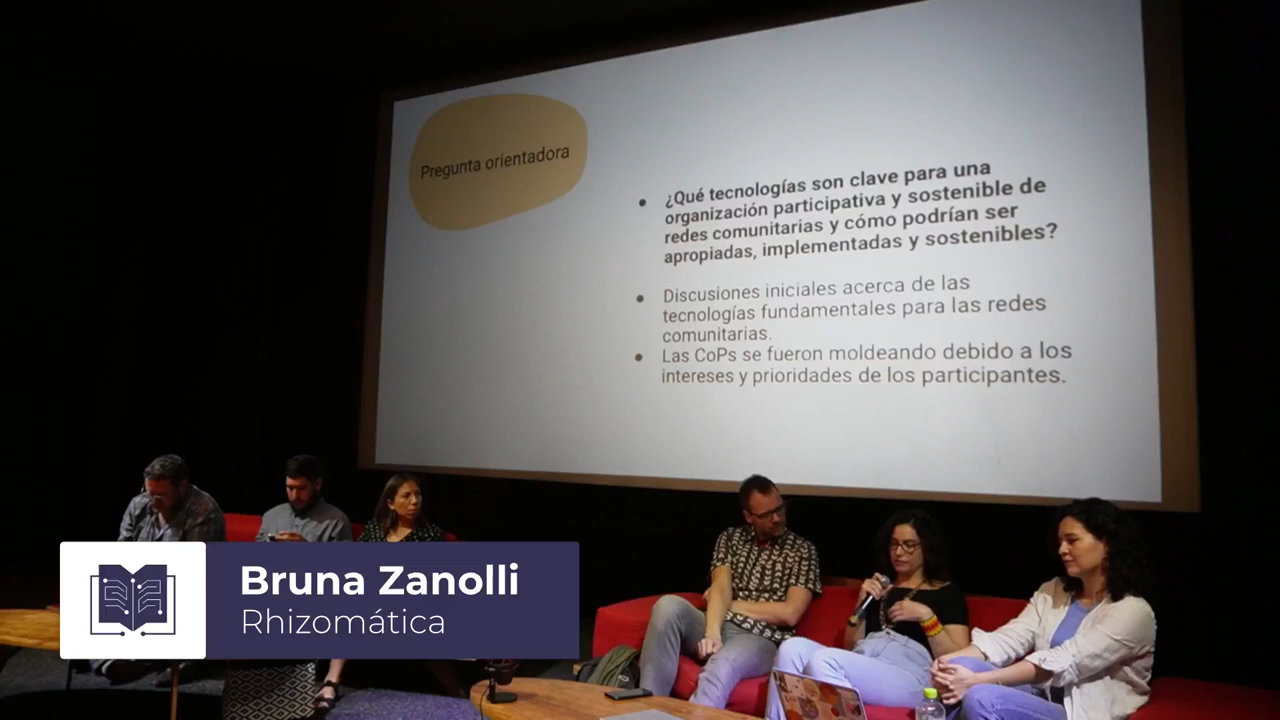 Pregunta orientadora
¿Qué tecnologías son clave para una
organización participativa y sostenible de
redes comunitarias y cómo podrían ser
apropiadas, implementadas y sostenibles?
Discusiones iniciales acerca de las
tecnologías fundamentales para las redes
comunitarias.
Las CoPs se fueron moldeando debido a los
intereses y prioridades de los participantes.
Bruna Zanolli
Rhizomática